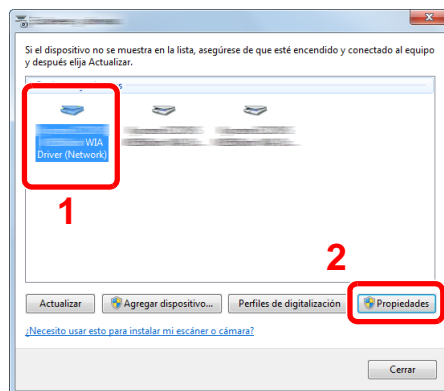 Si el dispositivo no se muestra en la lista, asegúrese de que esté encendido y conectado al equipo
y después elija Actualizar.
WIA
Driver (Network)
1
2
Actualizar
Agregar dispositivo...
Perfiles de digitalización
Propiedades
¿Necesito usar esto para instalar mi escáner o cámara?
Cerrar